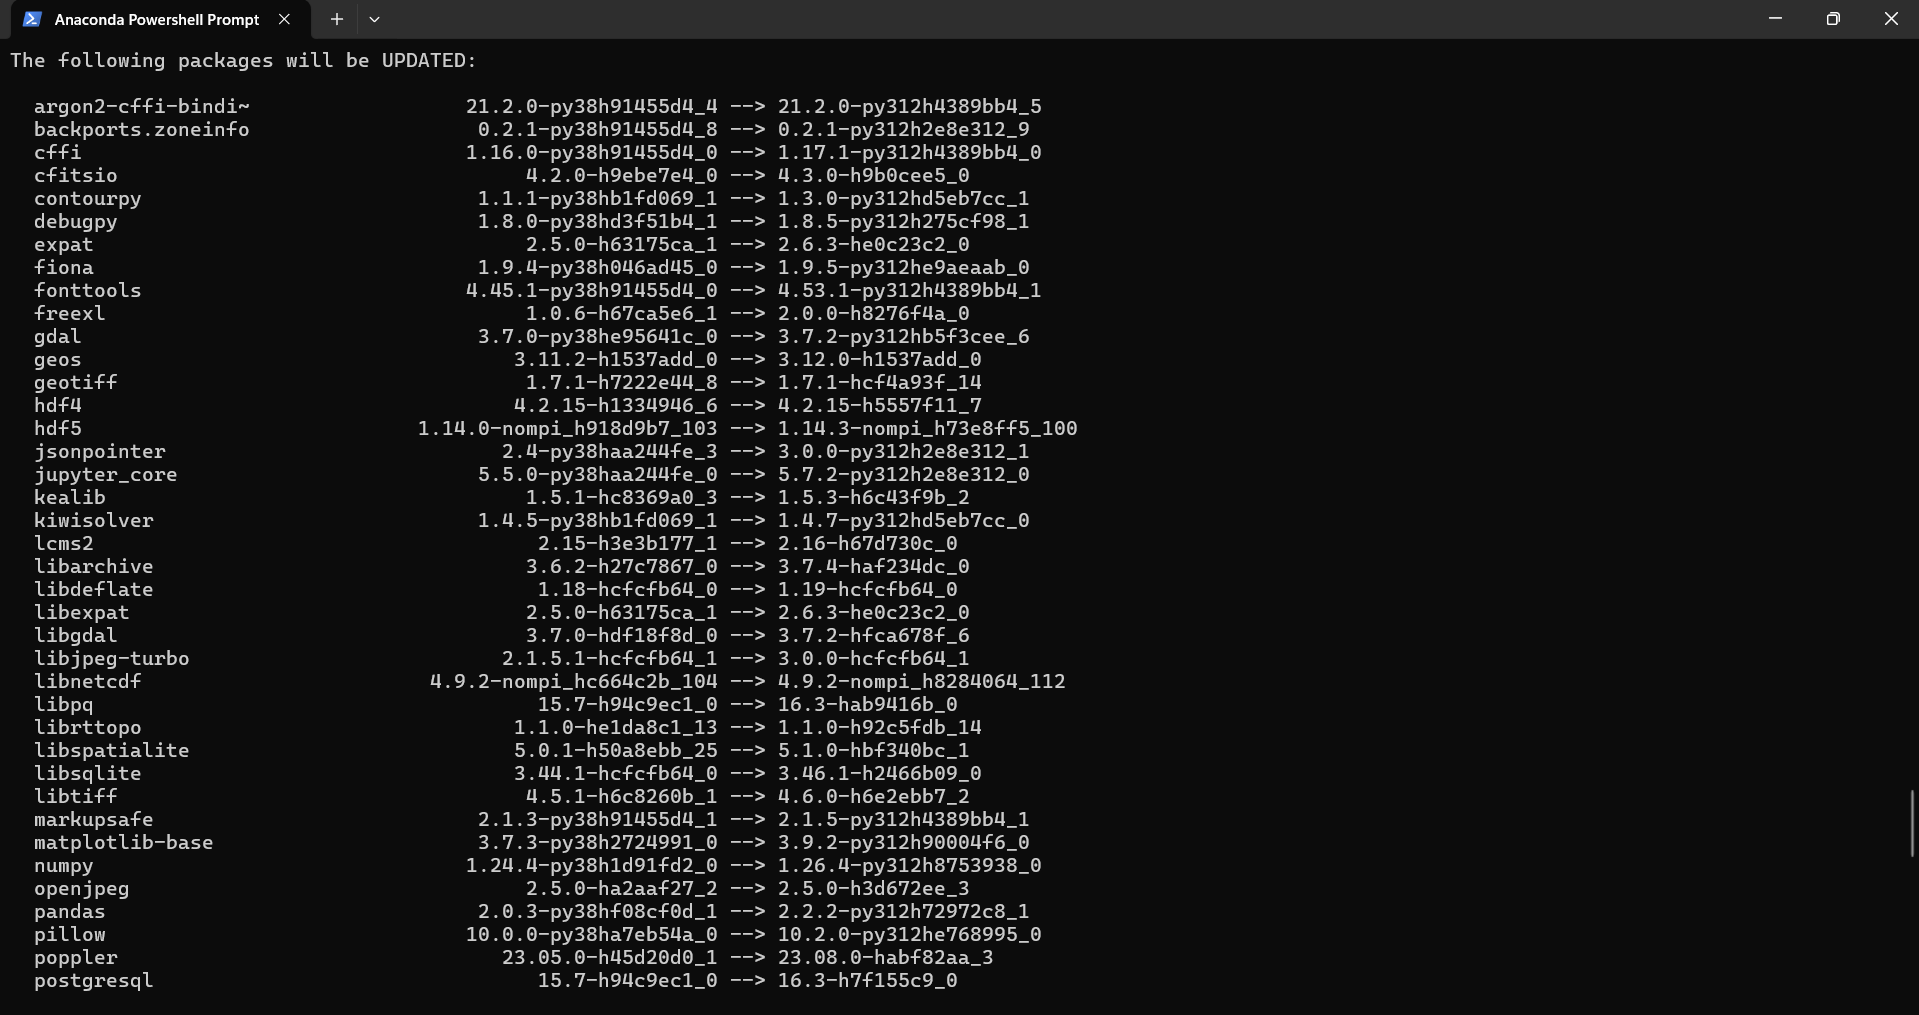 Anaconda Powershell Prompt
The following packages will be UPDATED:
argon2-cffi-bindi~ 21.2.0-py38h91455d4_4 --> 21.2.0-py312h4389bb4_5
backports.zoneinfo 0.2.1-py38h91455d4_8 --> 0.2.1-py312h2e8e312_9
cffi 1.16.0-py38h91455d4_0 --> 1.17.1-py312h4389bb4_0
cfitsio 4.2.0-h9ebe7e4_0 --> 4.3.0-h9b0cee5_0
contourpy 1.1.1-py38hb1fd069_1 --> 1.3.0-py312hd5eb7cc_1
debugpy 1.8.0-py38hd3f51b4_1 --> 1.8.5-py312h275cf98_1
expat 2.5.0-h63175ca_1 --> 2.6.3-he0c23c2_0
fiona 1.9.4-py38h046ad45_0 --> 1.9.5-py312he9aeaab_0
fonttools 4.45.1-py38h91455d4_0 --> 4.53.1-py312h4389bb4_1
freexl 1.0.6-h67ca5e6_1 --> 2.0.0-h8276f4a_0
gdal 3.7.0-py38he95641c_0 --> 3.7.2-py312hb5f3cee_6
geos 3.11.2-h1537add_0 --> 3.12.0-h1537add_0
geotiff 1.7.1-h7222e44_8 --> 1.7.1-hcf4a93f_14
hdf4 4.2.15-h1334946_6 --> 4.2.15-h5557f11_7
hdf5 1.14.0-nompi_h918d9b7_103 --> 1.14.3-nompi_h73e8ff5_100
jsonpointer 2.4-py38haa244fe_3 --> 3.0.0-py312h2e8e312_1
jupyter_core 5.5.0-py38haa244fe_0 --> 5.7.2-py312h2e8e312_0
kealib 1.5.1-hc8369a0_3 --> 1.5.3-h6c43f9b_2
kiwisolver 1.4.5-py38hb1fd069_1 --> 1.4.7-py312hd5eb7cc_0
lcms2 2.15-h3e3b177_1 --> 2.16-h67d730c_0
libarchive 3.6.2-h27c7867_0 --> 3.7.4-haf234dc_0
libdeflate 1.18-hcfcfb64_0 --> 1.19-hcfcfb64_0
libexpat 2.5.0-h63175ca_1 --> 2.6.3-he0c23c2_0
libgdal 3.7.0-hdf18f8d_0 --> 3.7.2-hfca678f_6
libjpeg-turbo 2.1.5.1-hcfcfb64_1 --> 3.0.0-hcfcfb64_1
libnetcdf 4.9.2-nompi_hc664c2b_104 --> 4.9.2-nompi_h8284064_112
libpq 15.7-h94c9ec1_0 --> 16.3-hab9416b_0
librttopo 1.1.0-he1da8c1_13 --> 1.1.0-h92c5fdb_14
libspatialite 5.0.1-h50a8ebb_25 --> 5.1.0-hbf340bc_1
libsqlite 3.44.1-hcfcfb64_0 --> 3.46.1-h2466b09_0
libtiff 4.5.1-h6c8260b_1 --> 4.6.0-h6e2ebb7_2
markupsafe 2.1.3-py38h91455d4_1 --> 2.1.5-py312h4389bb4_1
matplotlib-base 3.7.3-py38h2724991_0 --> 3.9.2-py312h90004f6_0
numpy 1.24.4-py38h1d91fd2_0 --> 1.26.4-py312h8753938_0
openjpeg 2.5.0-ha2aaf27_2 --> 2.5.0-h3d672ee_3
pandas 2.0.3-py38hf08cf0d_1 --> 2.2.2-py312h72972c8_1
pillow 10.0.0-py38ha7eb54a_0 --> 10.2.0-py312he768995_0
poppler 23.05.0-h45d20d0_1 --> 23.08.0-habf82aa_3
postgresql 15.7-h94c9ec1_0 --> 16.3-h7f155c9_0